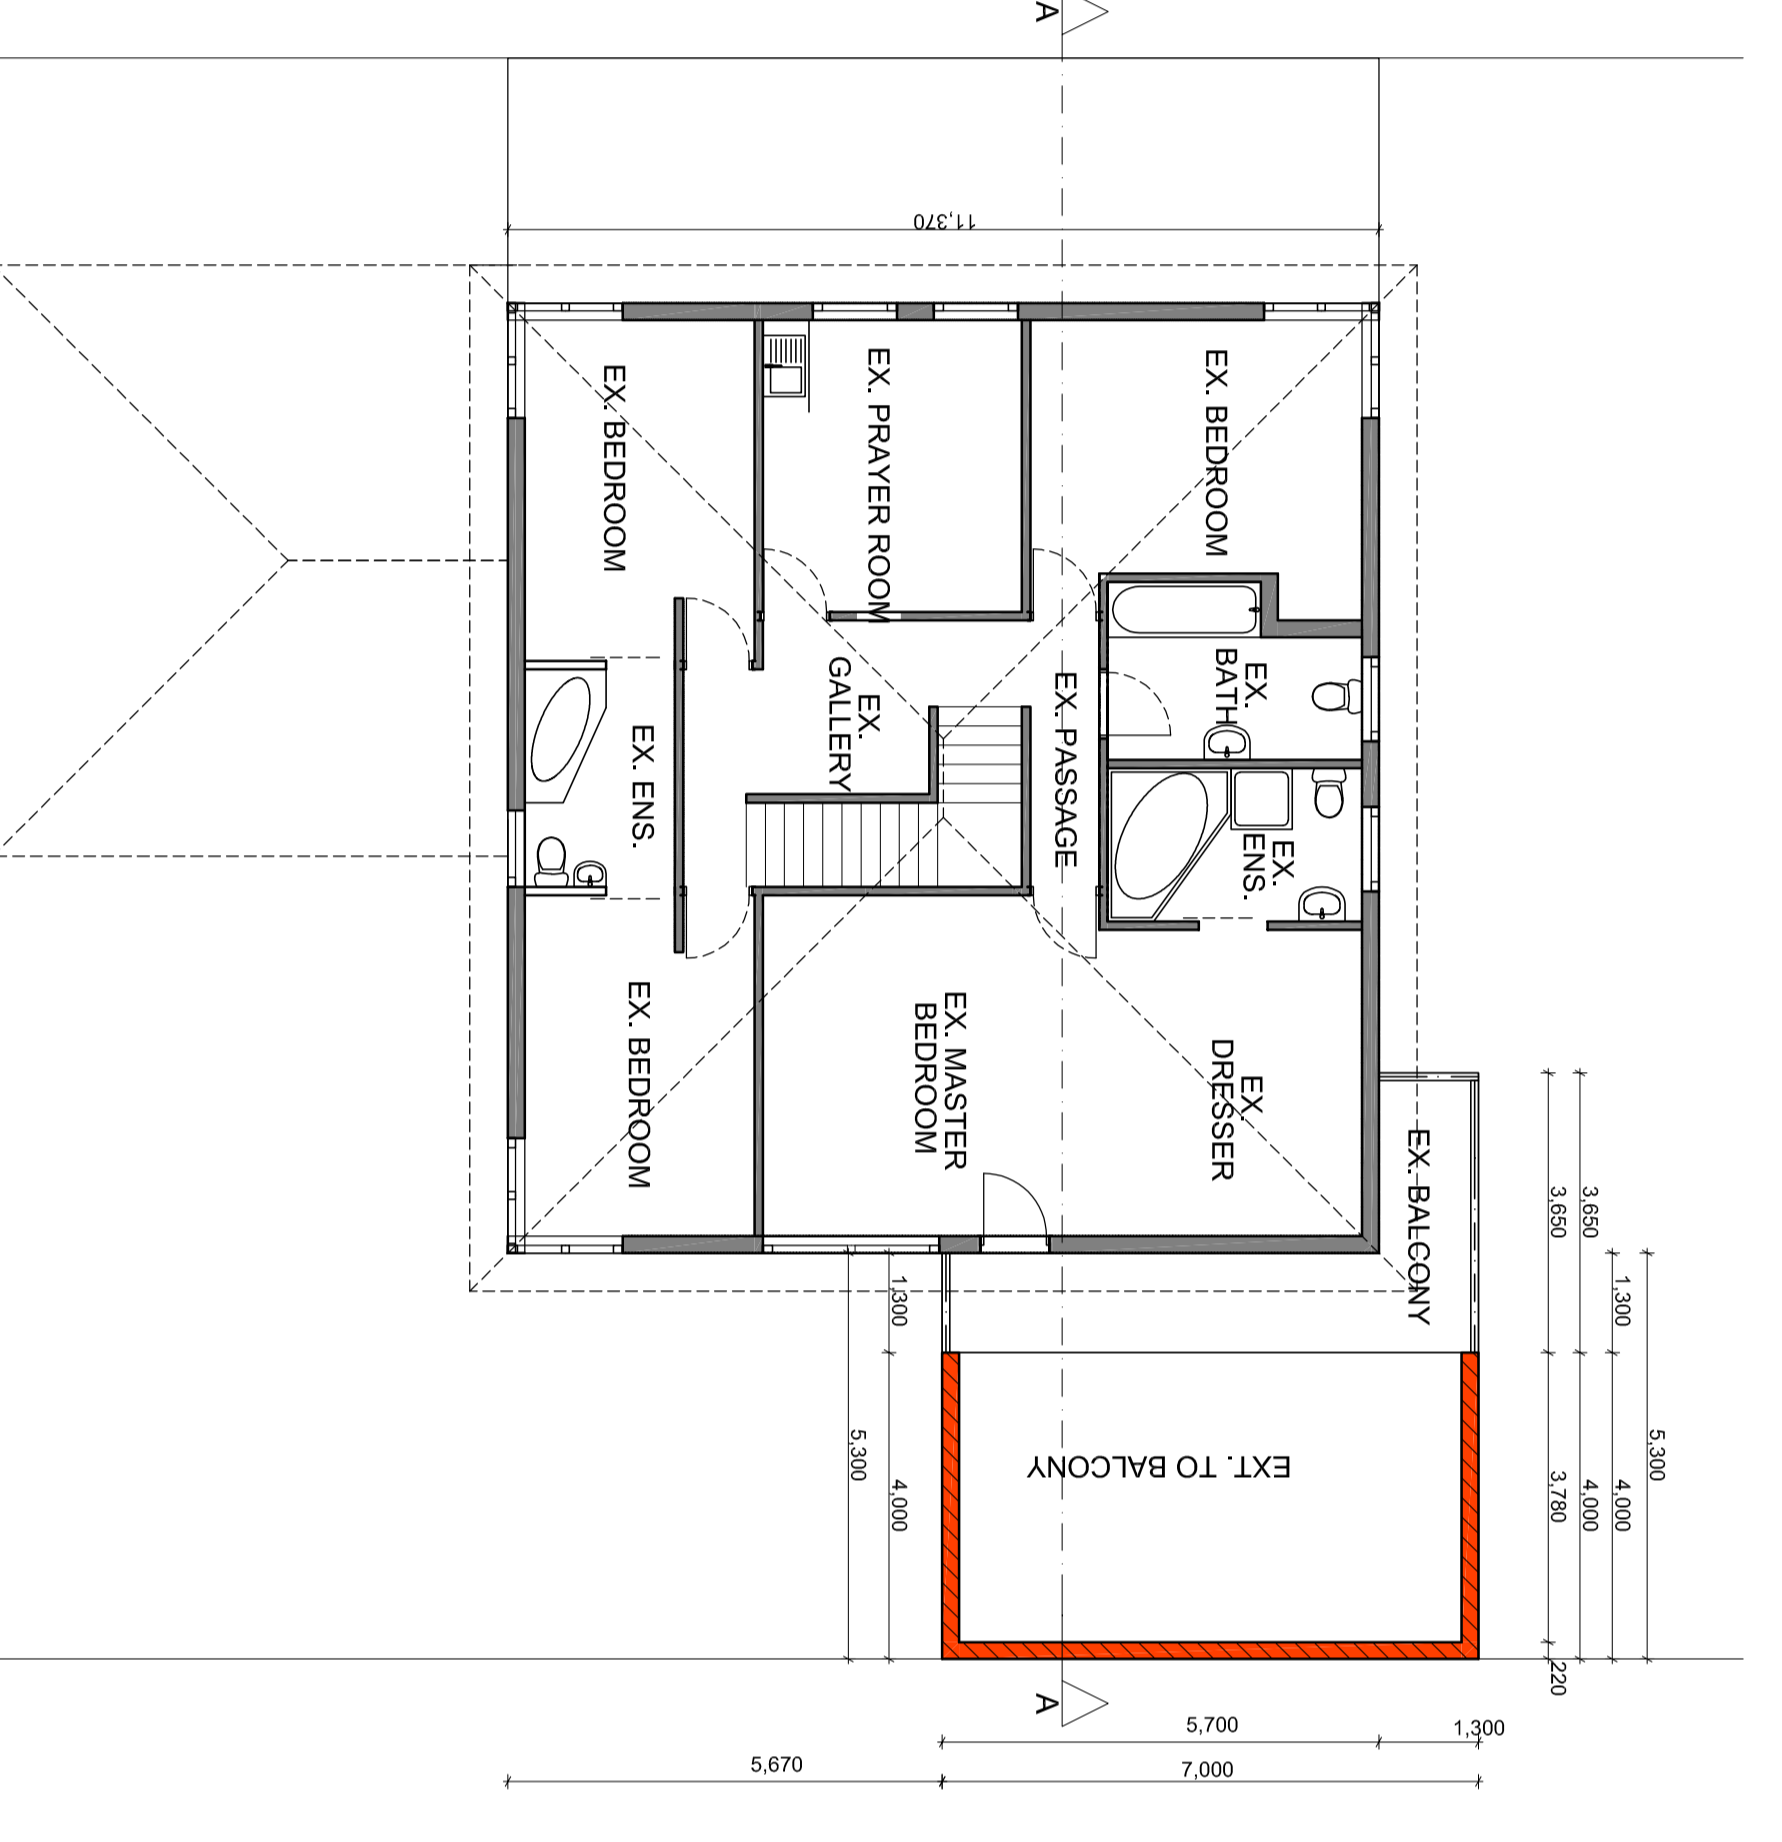 A
11,370
EX. BEDROOM
EX. PRAYER ROOM
EX. BEDROOM
EX.
BATH
EX.
GALLERY
EX. PASSAGE
EX. ENS.
EX.
ENS.
EX. BEDROOM
EX. MASTER
BEDROOM
EX.
DRESSER
EX. BALCONY
3,650
3,650
1,300
1,300
5,300
4,000
EXT. TO BALCONY
5,300
3,780
4,000
4,000
220
A
5,700
1,300
5,670
7,000